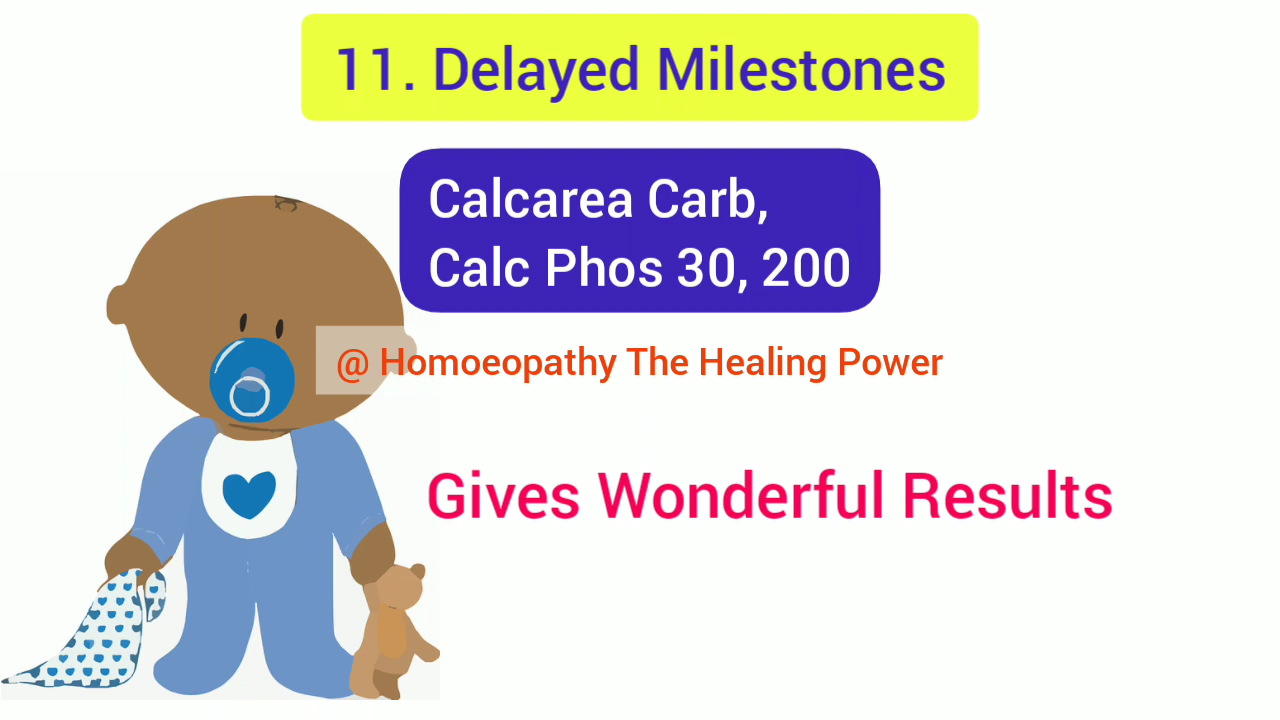 11. Delayed Milestones
Calcarea Carb,
Calc Phos 30, 200
@ Homoeopathy The Healing Power
Gives Wonderful Results